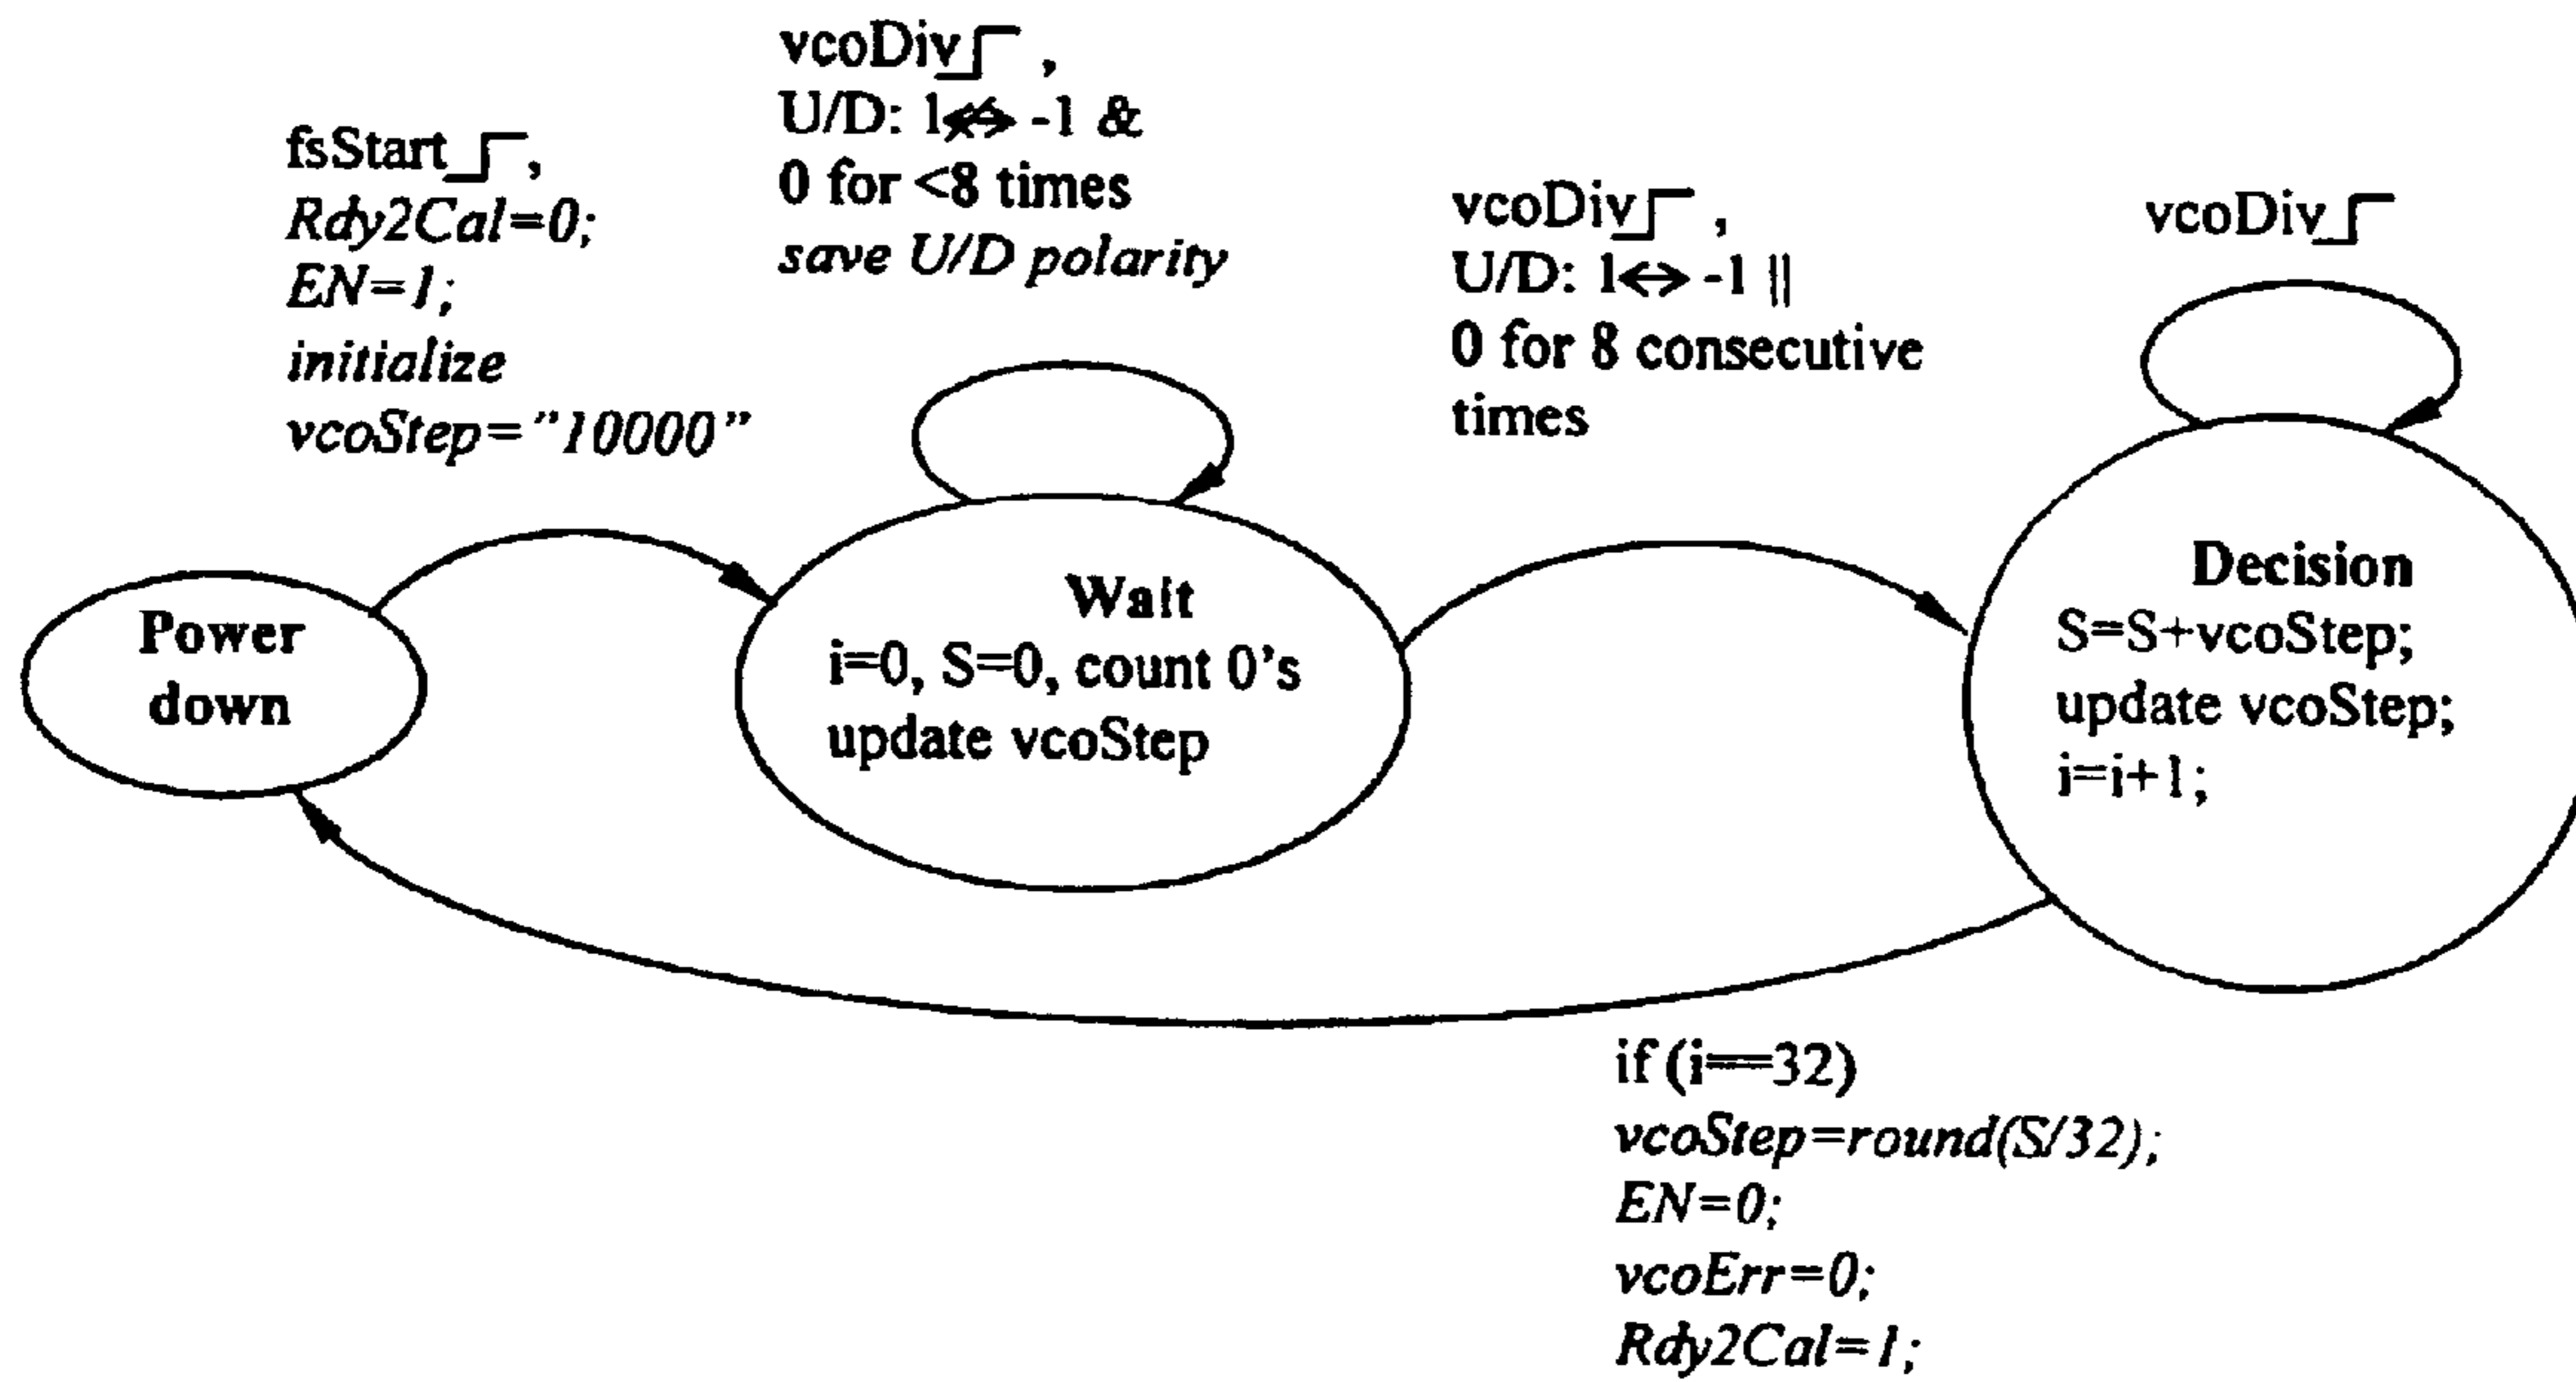 fsStart,
Rdy2Cal=0;
EN=1;
initialize
vcoStep="10000"
vcoDiv,
U/D: 1↮ -1 &
0 for <8 times
save U/D polarity
vcoDiv,
U/D: 1↔ -1 ||
0 for 8 consecutive
times
vcoDiv
Power
down
Wait
i=0, S=0, count 0's
update vcoStep
Decision
S=S+vcoStep;
update vcoStep;
i=i+1;
if (i==32)
vcoStep=round(S/32);
EN=0;
vcoErr=0;
Rdy2Cal=1;